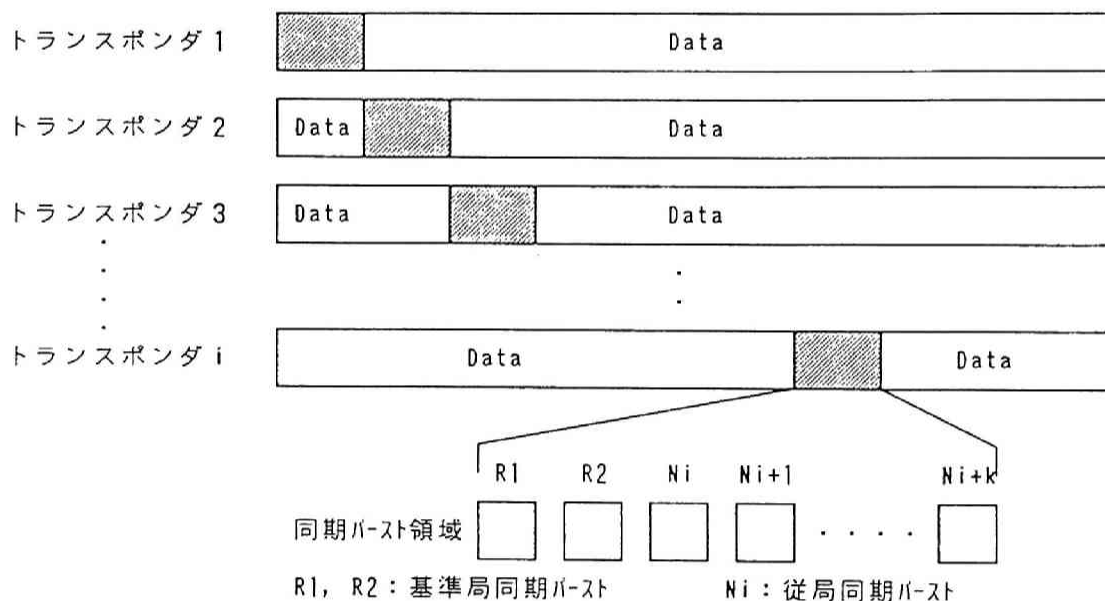 トランスポンダ1 Data
トランスポンダ2 Data Data
トランスポンダ3 Data Data
トランスポンダi Data Data
R1 R2 Ni Ni+1 Ni+k
同期バースト領域
R1, R2：基準局同期バースト Ni：従局同期バースト